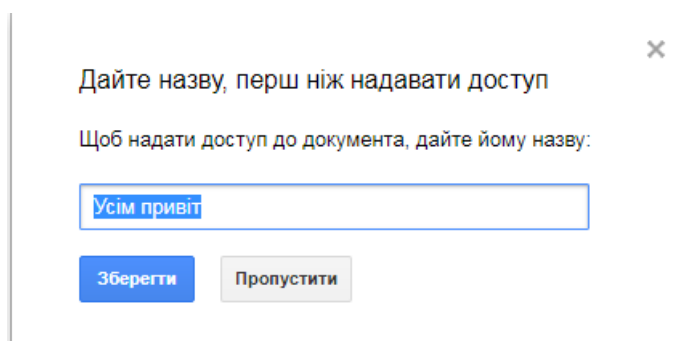 Дайте назву, перш ніж надавати доступ
Щоб надати доступ до документа, дайте йому назву:
Усім привіт
Зберегти Пропустити